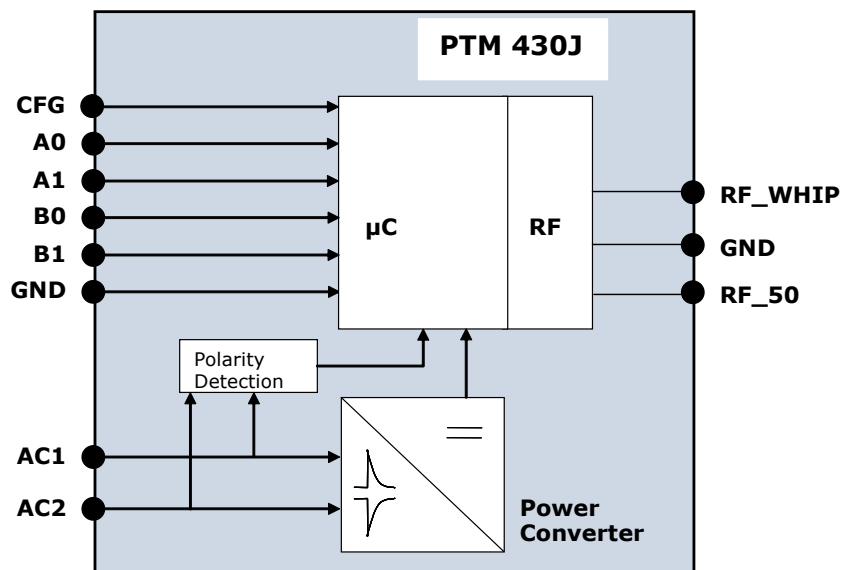 PTM 430J
CFG
A0
A1
B0
B1
GND
µC
RF
RF_WHIP
GND
RF_50
Polarity
Detection
AC1
AC2
Power
Converter